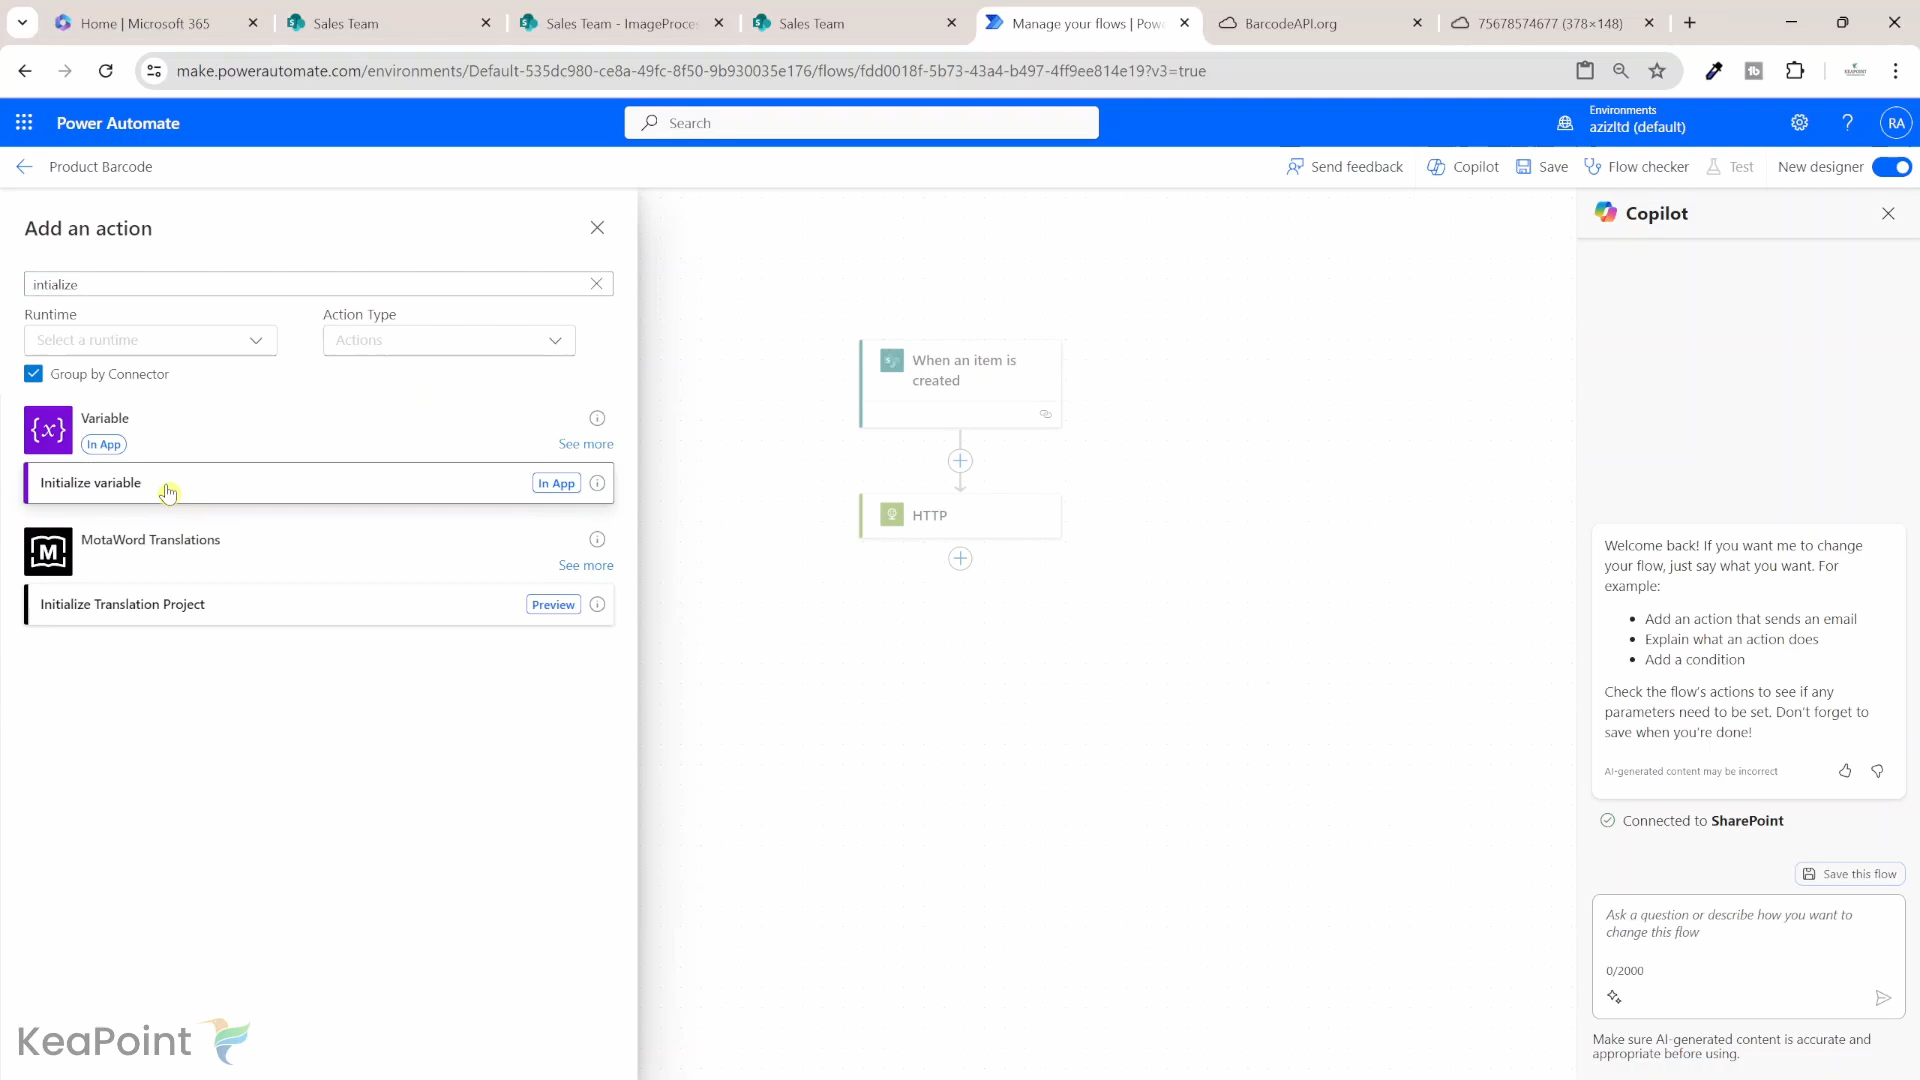 Home | Microsoft 365
Sales Team
Sales Team - ImageProces
Sales Team
Manage your flows | Powe
BarcodeAPI.org
75678574677 (378×148)
make.powerautomate.com/environments/Default-535dc980-ce8a-49fc-8f50-9b930035e176/flows/fdd0018f-5b73-43a4-b497-4ff9ee814e19?v3=true
Power Automate
Search
Environments
azizltd (default)
RA
Product Barcode
Send feedback
Copilot
Save
Flow checker
Test
New designer
Add an action
intialize
Runtime
Action Type
Select a runtime
Actions
Group by Connector
Variable
In App
See more
Initialize variable
In App
MotaWord Translations
See more
Initialize Translation Project
Preview
When an item is
created
HTTP
Copilot
Welcome back! If you want me to change
your flow, just say what you want. For
example:
Add an action that sends an email
Explain what an action does
Add a condition
Check the flow's actions to see if any
parameters need to be set. Don't forget to
save when you're done!
AI-generated content may be incorrect
Connected to SharePoint
Save this flow
Ask a question or describe how you want to
change this flow
0/2000
Make sure AI-generated content is accurate and
appropriate before using.
KeaPoint